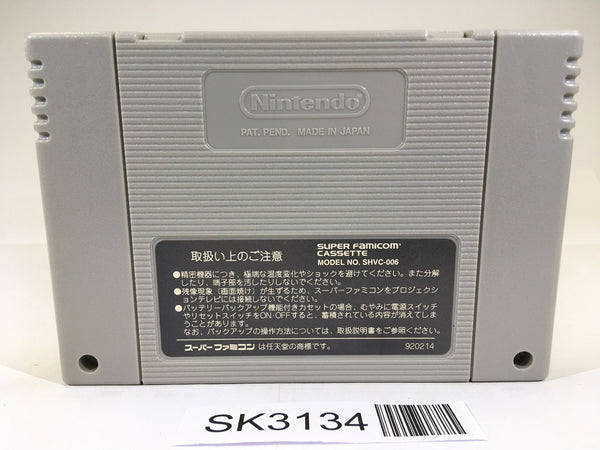 Nintendo
PAT. PEND. MADE IN JAPAN
取扱い上のご注意
SUPER FAMICOM
CASSETTE
MODEL NO. SHVC-006
●精密機器につき、極端な温度変化やショックを避けてください。また分解
したり、端子部を汚したりしないでください。
●残像現象（画面焼け）が生ずるため、スーパーファミコンをプロジェクシ
ョンテレビには接続しないでください。
●バッテリーバックアップ機能付きカセットの場合、むやみに電源スイッチ
やリセットスイッチをON・OFFすると、蓄積されている内容が消えてしま
うことがあります。
なお、バックアップの操作方法については、取扱説明書をご参照ください。
スーパーファミコン は任天堂の商標です。
920214
SK3134